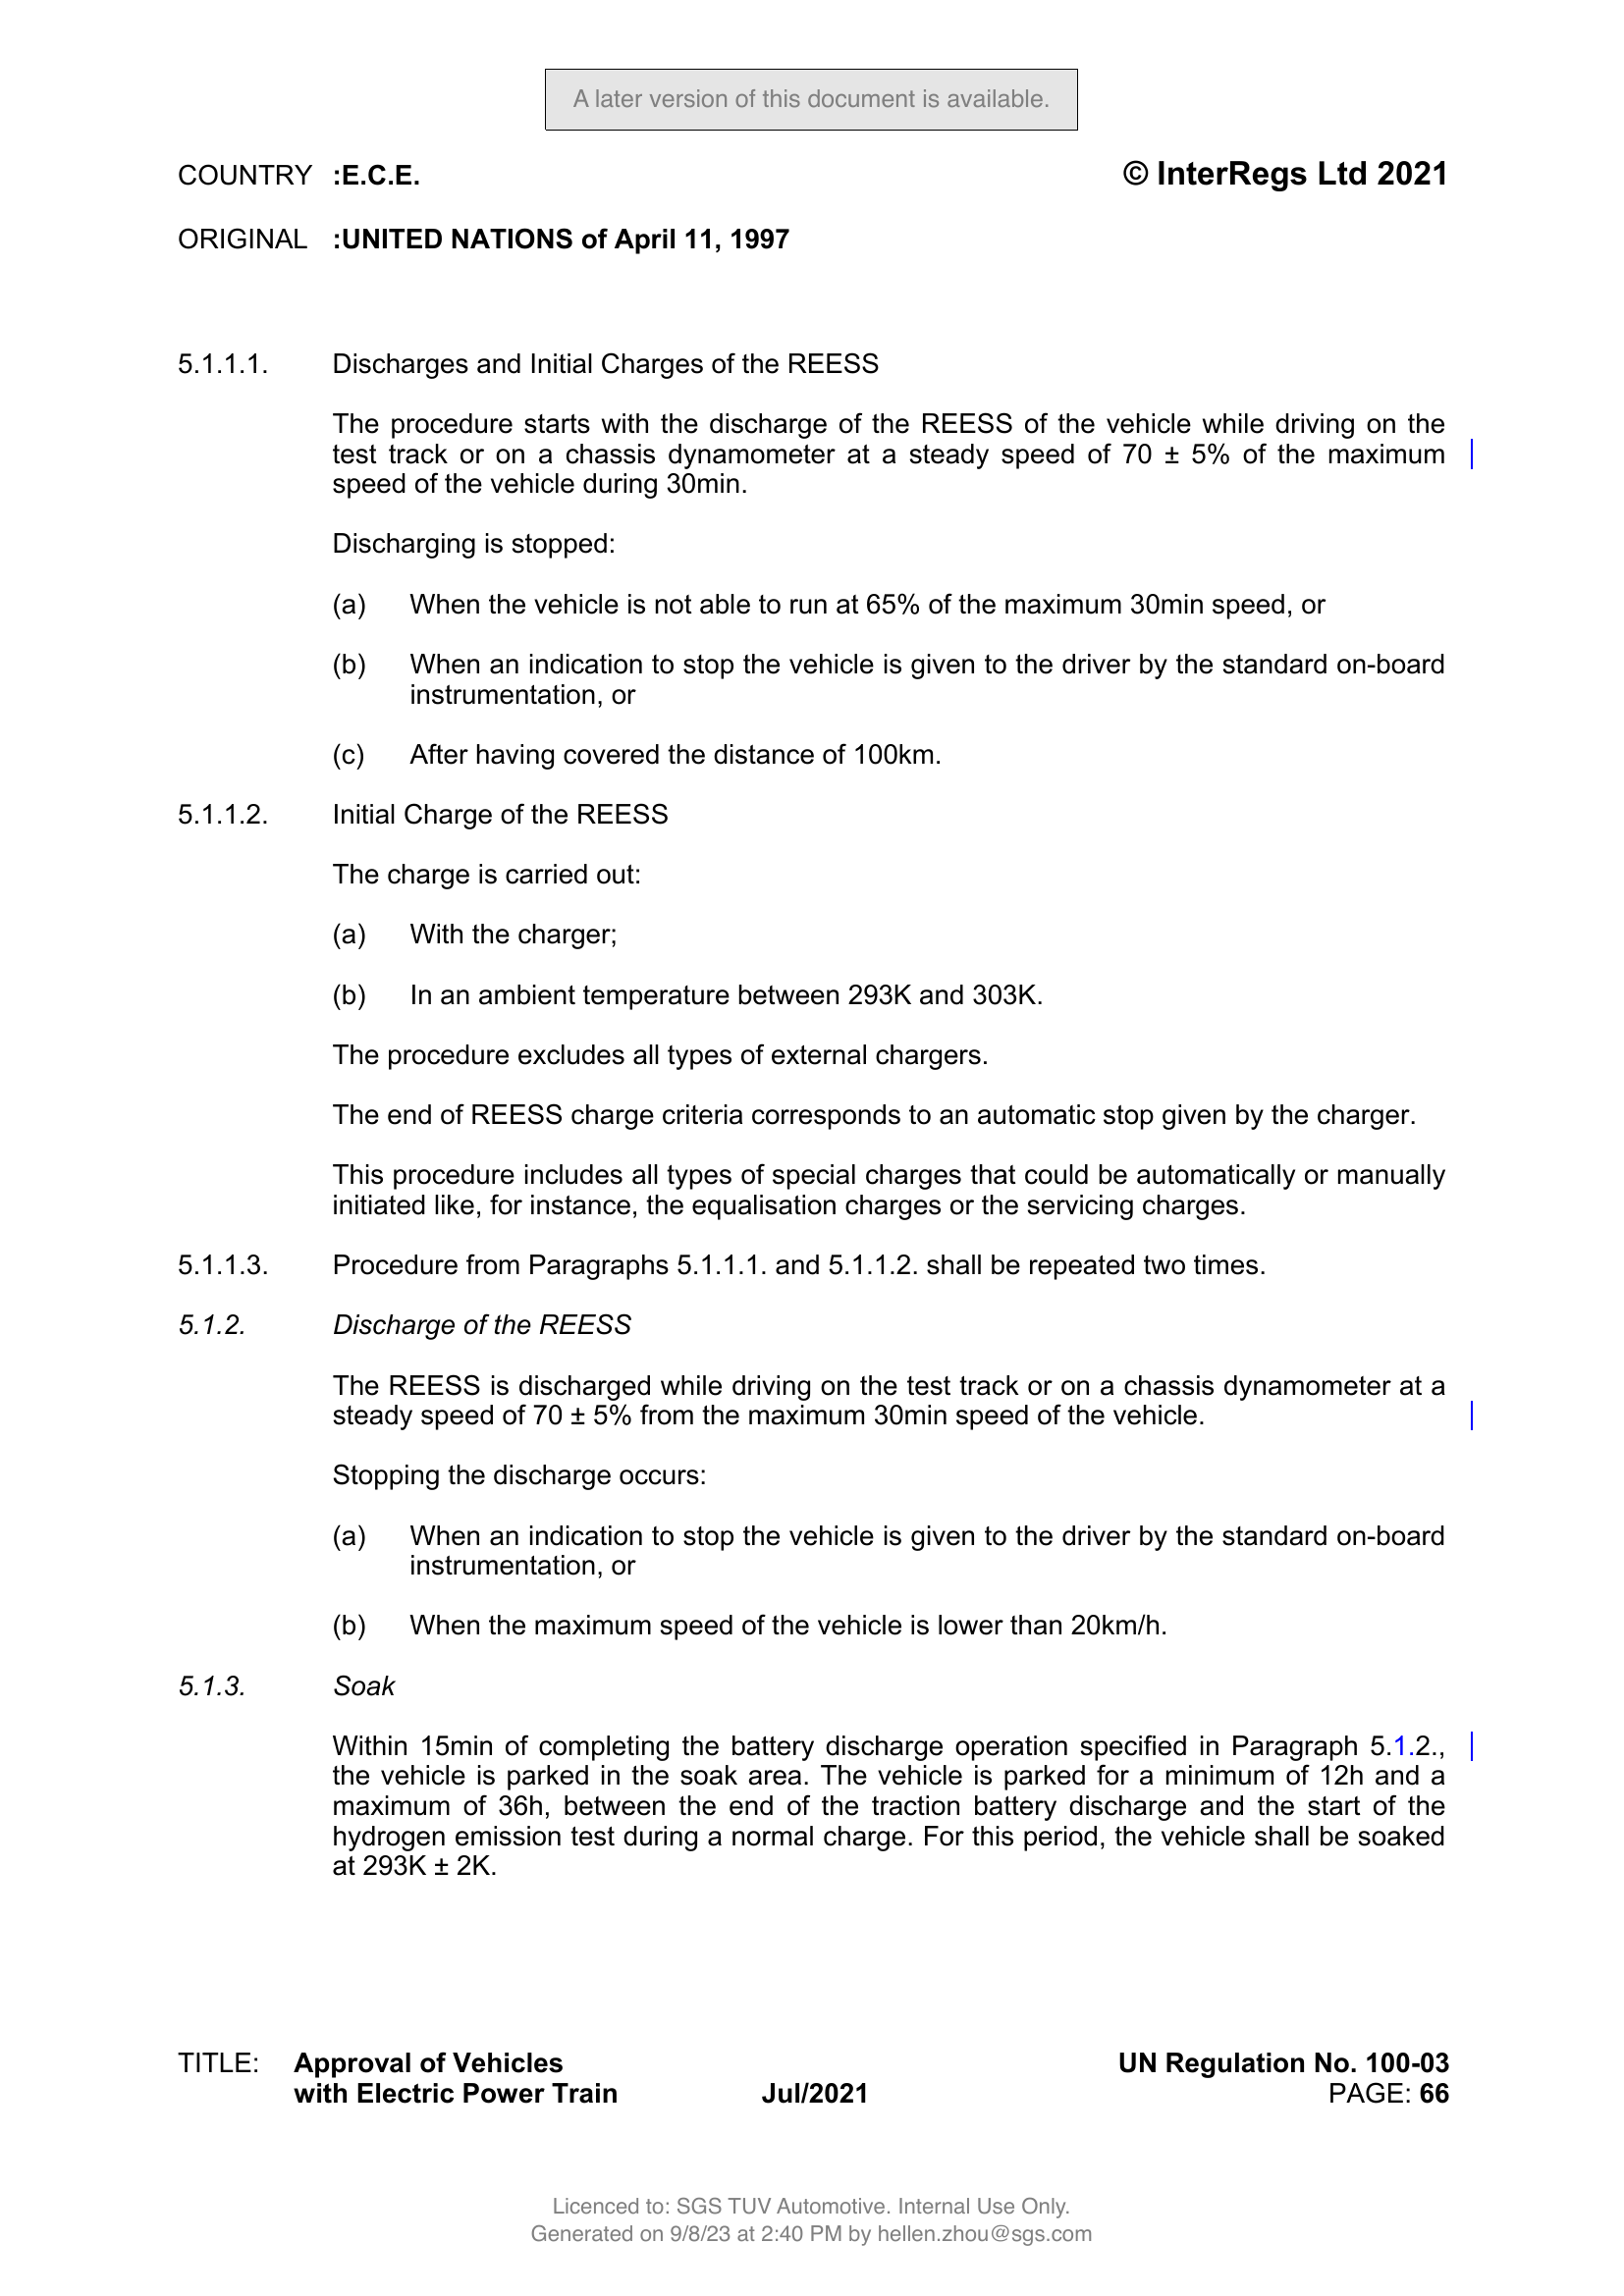 A later version of this document is available.
COUNTRY :E.C.E. © InterRegs Ltd 2021
ORIGINAL :UNITED NATIONS of April 11, 1997
5.1.1.1. Discharges and Initial Charges of the REESS
The procedure starts with the discharge of the REESS of the vehicle while driving on the
test track or on a chassis dynamometer at a steady speed of 70 ± 5% of the maximum
speed of the vehicle during 30min.
Discharging is stopped:
(a) When the vehicle is not able to run at 65% of the maximum 30min speed, or
(b) When an indication to stop the vehicle is given to the driver by the standard on-board
instrumentation, or
(c) After having covered the distance of 100km.
5.1.1.2. Initial Charge of the REESS
The charge is carried out:
(a) With the charger;
(b) In an ambient temperature between 293K and 303K.
The procedure excludes all types of external chargers.
The end of REESS charge criteria corresponds to an automatic stop given by the charger.
This procedure includes all types of special charges that could be automatically or manually
initiated like, for instance, the equalisation charges or the servicing charges.
5.1.1.3. Procedure from Paragraphs 5.1.1.1. and 5.1.1.2. shall be repeated two times.
5.1.2. Discharge of the REESS
The REESS is discharged while driving on the test track or on a chassis dynamometer at a
steady speed of 70 ± 5% from the maximum 30min speed of the vehicle.
Stopping the discharge occurs:
(a) When an indication to stop the vehicle is given to the driver by the standard on-board
instrumentation, or
(b) When the maximum speed of the vehicle is lower than 20km/h.
5.1.3. Soak
Within 15min of completing the battery discharge operation specified in Paragraph 5.1.2.,
the vehicle is parked in the soak area. The vehicle is parked for a minimum of 12h and a
maximum of 36h, between the end of the traction battery discharge and the start of the
hydrogen emission test during a normal charge. For this period, the vehicle shall be soaked
at 293K ± 2K.
TITLE: Approval of Vehicles UN Regulation No. 100-03
with Electric Power Train Jul/2021 PAGE: 66
Licenced to: SGS TUV Automotive. Internal Use Only.
Generated on 9/8/23 at 2:40 PM by hellen.zhou@sgs.com